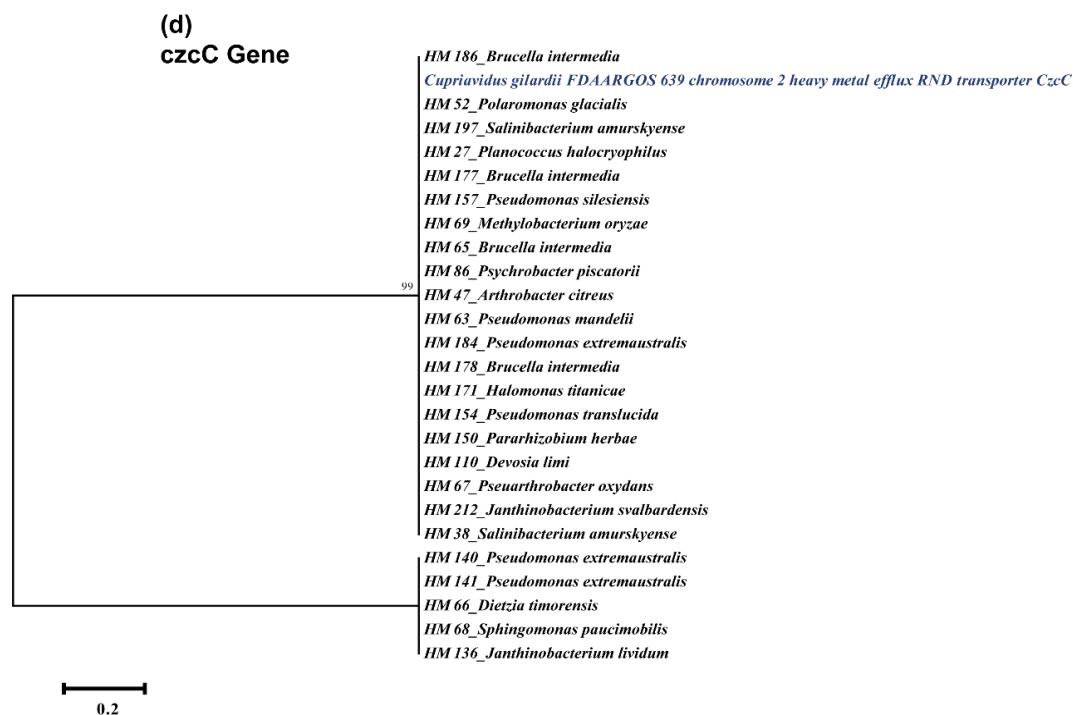 (d)
czcC Gene
HM 186_Brucella intermedia
Cupriavidus gilardii FDAARGOS 639 chromosome 2 heavy metal efflux RND transporter CzcC
HM 52_Polaromonas glacialis
HM 197_Salinibacterium amurskyense
HM 27_Planococcus halocryophilus
HM 177_Brucella intermedia
HM 157_Pseudomonas silesiensis
HM 69_Methylobacterium oryzae
HM 65_Brucella intermedia
HM 86_Psychrobacter piscatorii
99
HM 47_Arthrobacter citreus
HM 63_Pseudomonas mandelii
HM 184_Pseudomonas extremaustralis
HM 178_Brucella intermedia
HM 171_Halomonas titanicae
HM 154_Pseudomonas translucida
HM 150_Pararhizobium herbae
HM 110_Devosia limi
HM 67_Pseuarthrobacter oxydans
HM 212_Janthinobacterium svalbardensis
HM 38_Salinibacterium amurskyense
HM 140_Pseudomonas extremaustralis
HM 141_Pseudomonas extremaustralis
HM 66_Dietzia timorensis
HM 68_Sphingomonas paucimobilis
HM 136_Janthinobacterium lividum
0.2